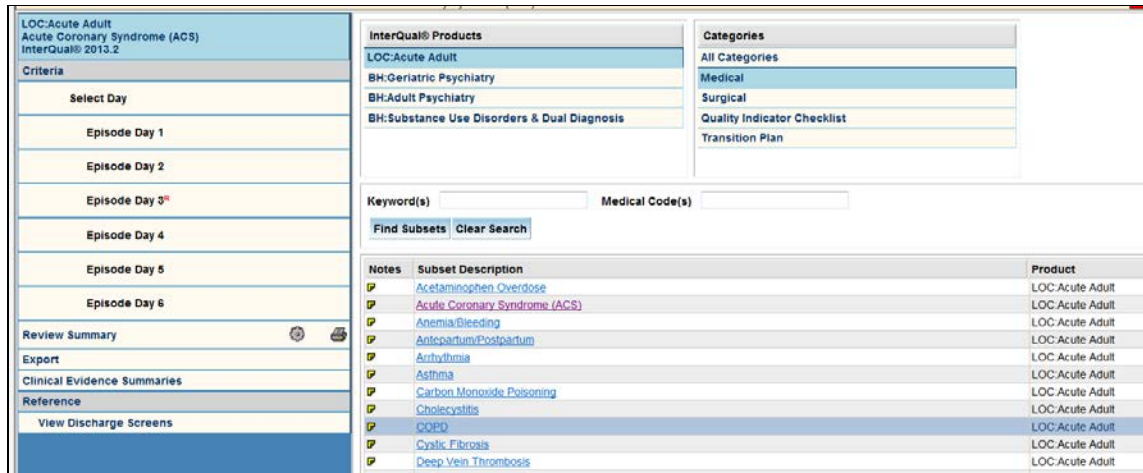 LOC:Acute Adult
Acute Coronary Syndrome (ACS)
InterQual® 2013.2
Criteria
Select Day
Episode Day 1
Episode Day 2
Episode Day 3R
Episode Day 4
Episode Day 5
Episode Day 6
Review Summary
Export
Clinical Evidence Summaries
Reference
View Discharge Screens
InterQual® Products
LOC:Acute Adult
BH:Geriatric Psychiatry
BH:Adult Psychiatry
BH:Substance Use Disorders & Dual Diagnosis
Categories
All Categories
Medical
Surgical
Quality Indicator Checklist
Transition Plan
Keyword(s) Medical Code(s)
Find Subsets Clear Search
Notes Subset Description Product
Acetaminophen Overdose LOC:Acute Adult
Acute Coronary Syndrome (ACS) LOC:Acute Adult
Anemia/Bleeding LOC:Acute Adult
Antepartum/Postpartum LOC:Acute Adult
Arrhythmia LOC:Acute Adult
Asthma LOC:Acute Adult
Carbon Monoxide Poisoning LOC:Acute Adult
Cholecystitis LOC:Acute Adult
COPD LOC:Acute Adult
Cystic Fibrosis LOC:Acute Adult
Deep Vein Thrombosis LOC:Acute Adult